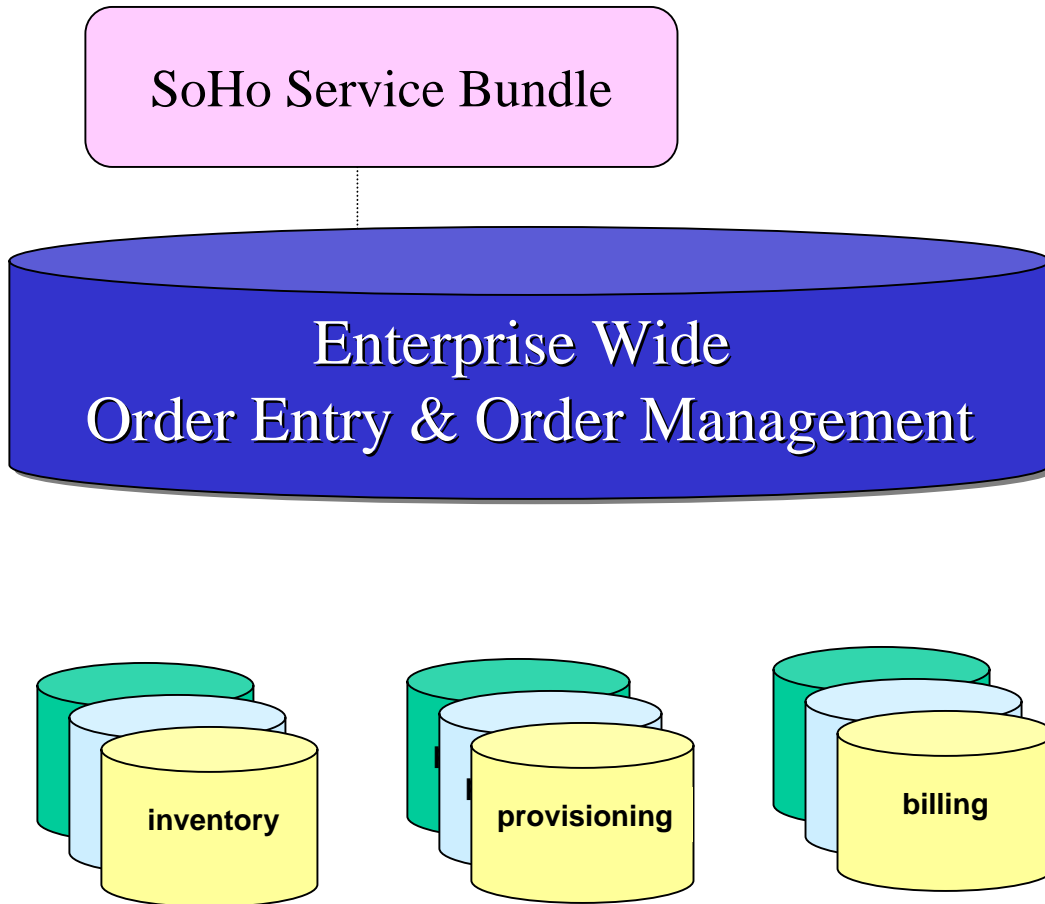 SoHo Service Bundle
Enterprise Wide
Order Entry & Order Management
inventory
provisioning
billing